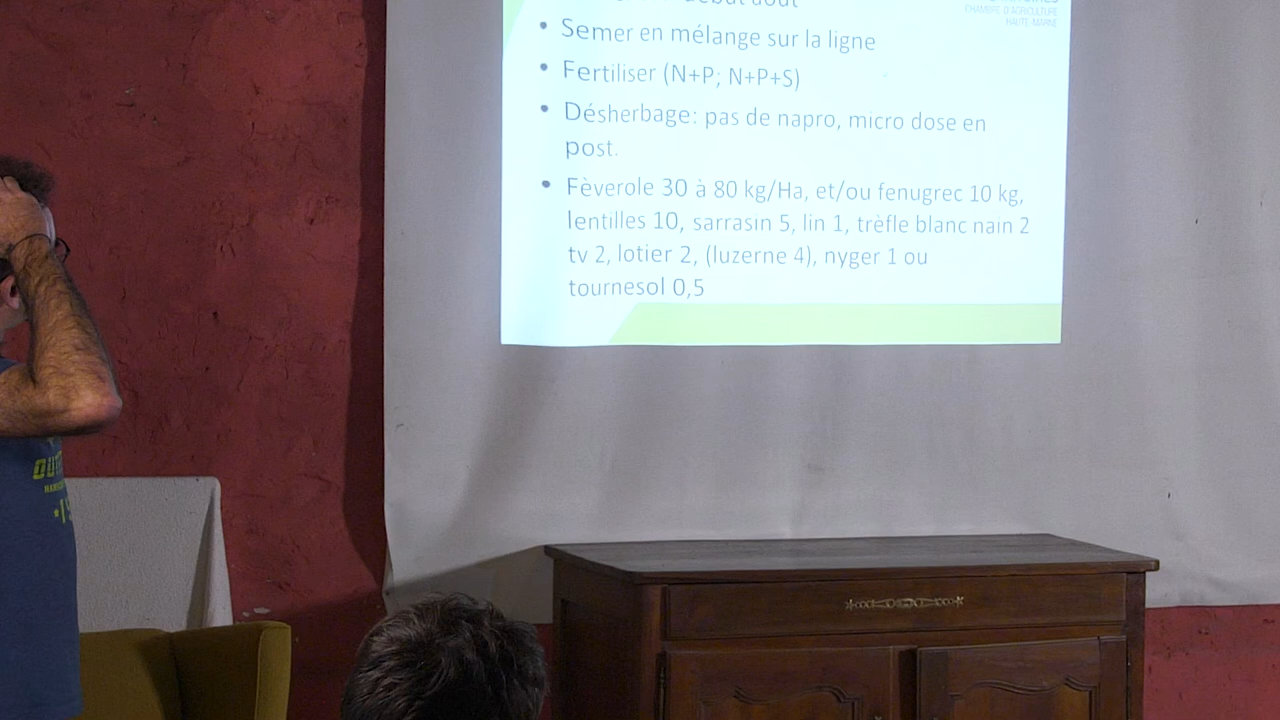 début août
CHAMBRE D'AGRICULTURE
HAUTE-MARNE
• Semer en mélange sur la ligne
• Fertiliser (N+P; N+P+S)
• Désherbage: pas de napro, micro dose en
post.
• Fèverole 30 à 80 kg/Ha, et/ou fenugrec 10 kg,
lentilles 10, sarrasin 5, lin 1, trèfle blanc nain 2
tv 2, lotier 2, (luzerne 4), nyger 1 ou
tournesol 0,5